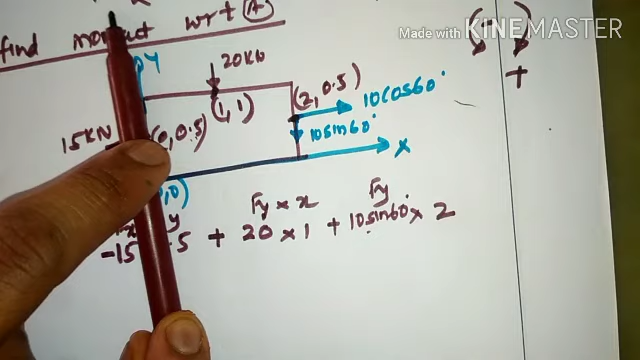 Made with KINEMASTER
find moment wrt A
y
20KN
(2, 0.5)
10cos60°
15KN
(0, 0.5)
(1, 1)
10sin60°
x
+
Fy × x
Fy
-15 .5 + 20 × 1 + 10sin60 × 2